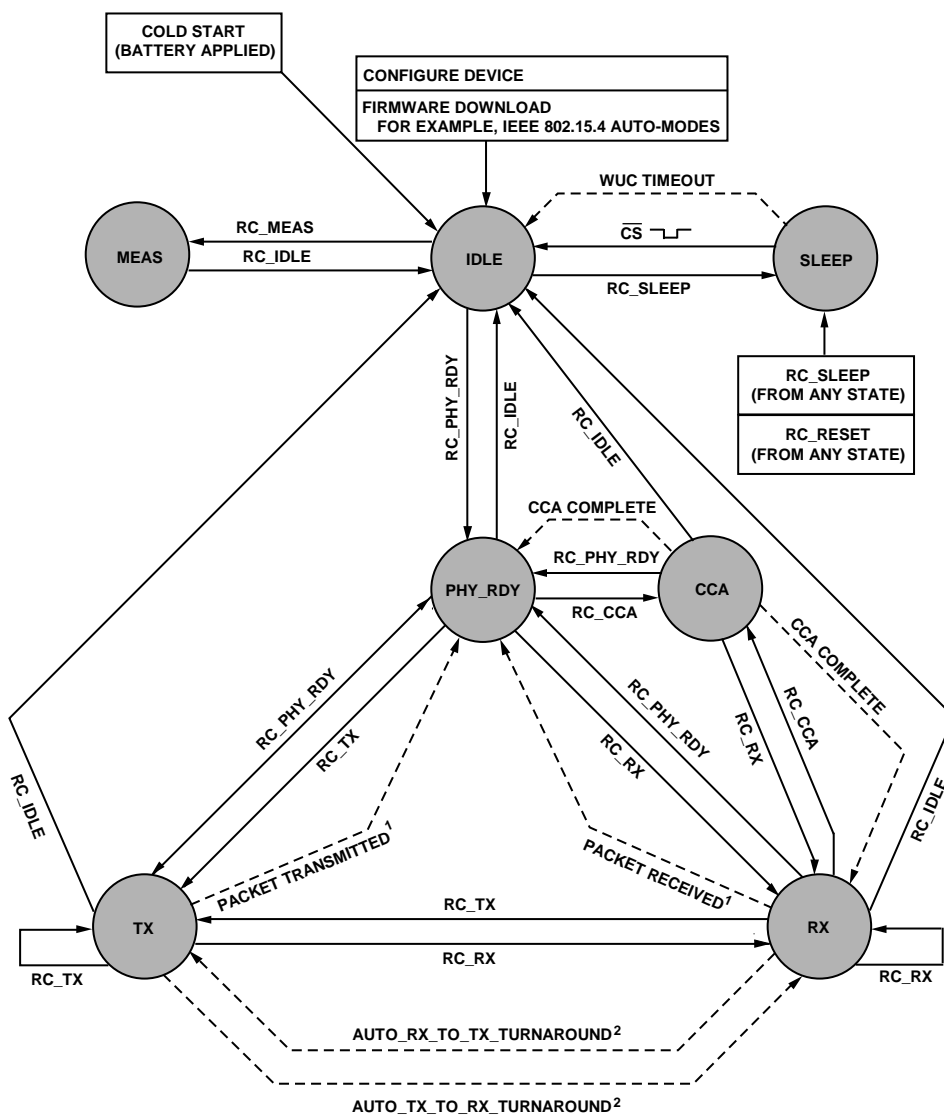 COLD START
(BATTERY APPLIED)
CONFIGURE DEVICE
FIRMWARE DOWNLOAD
FOR EXAMPLE, IEEE 802.15.4 AUTO-MODES
WUC TIMEOUT
RC_MEAS
CS
MEAS
RC_IDLE
IDLE
SLEEP
RC_SLEEP
RC_PHY_RDY
RC_IDLE
RC_IDLE
RC_SLEEP
(FROM ANY STATE)
RC_RESET
(FROM ANY STATE)
CCA COMPLETE
RC_PHY_RDY
PHY_RDY
CCA
RC_CCA
CCA COMPLETE
RC_PHY_RDY
RC_TX
RC_RX
RC_PHY_RDY
RC_RX
RC_CCA
RC_IDLE
RC_IDLE
PACKET TRANSMITTED1
PACKET RECEIVED1
TX
RC_TX
RX
RC_RX
RC_TX
RC_RX
AUTO_RX_TO_TX_TURNAROUND2
AUTO_TX_TO_RX_TURNAROUND2